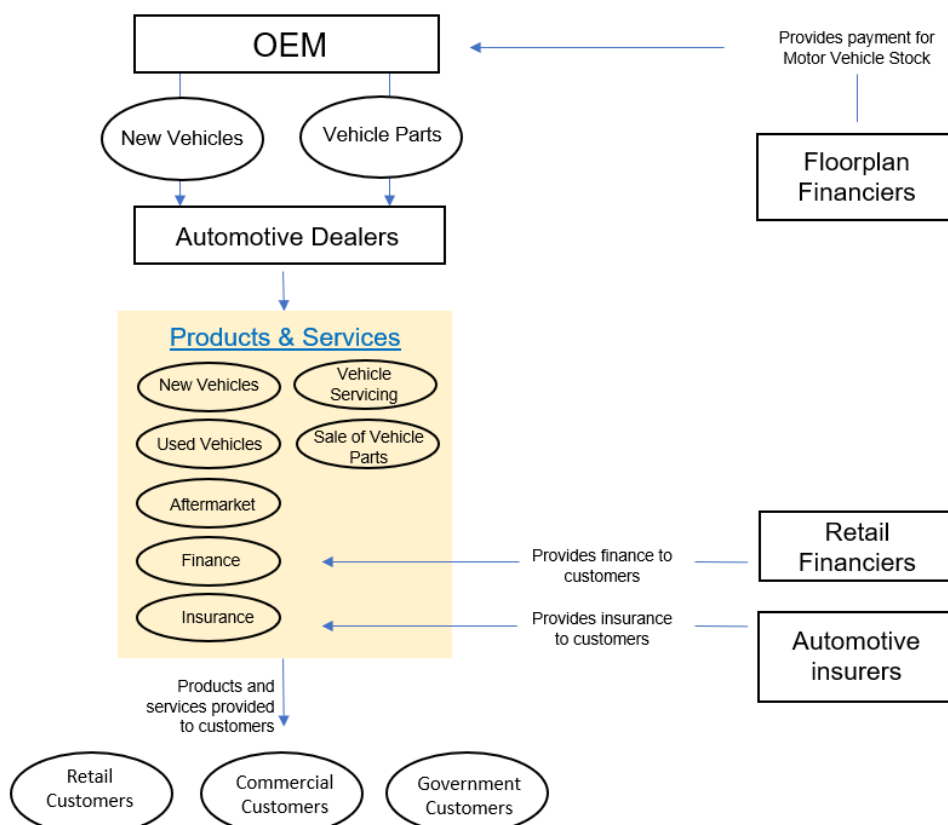 OEM
Provides payment for
Motor Vehicle Stock
New Vehicles
Vehicle Parts
Floorplan
Financiers
Automotive Dealers
Products & Services
New Vehicles
Vehicle
Servicing
Used Vehicles
Sale of Vehicle
Parts
Aftermarket
Finance
Provides finance to
customers
Retail
Financiers
Insurance
Provides insurance
to customers
Automotive
insurers
Products and
services provided
to customers
Retail
Customers
Commercial
Customers
Government
Customers